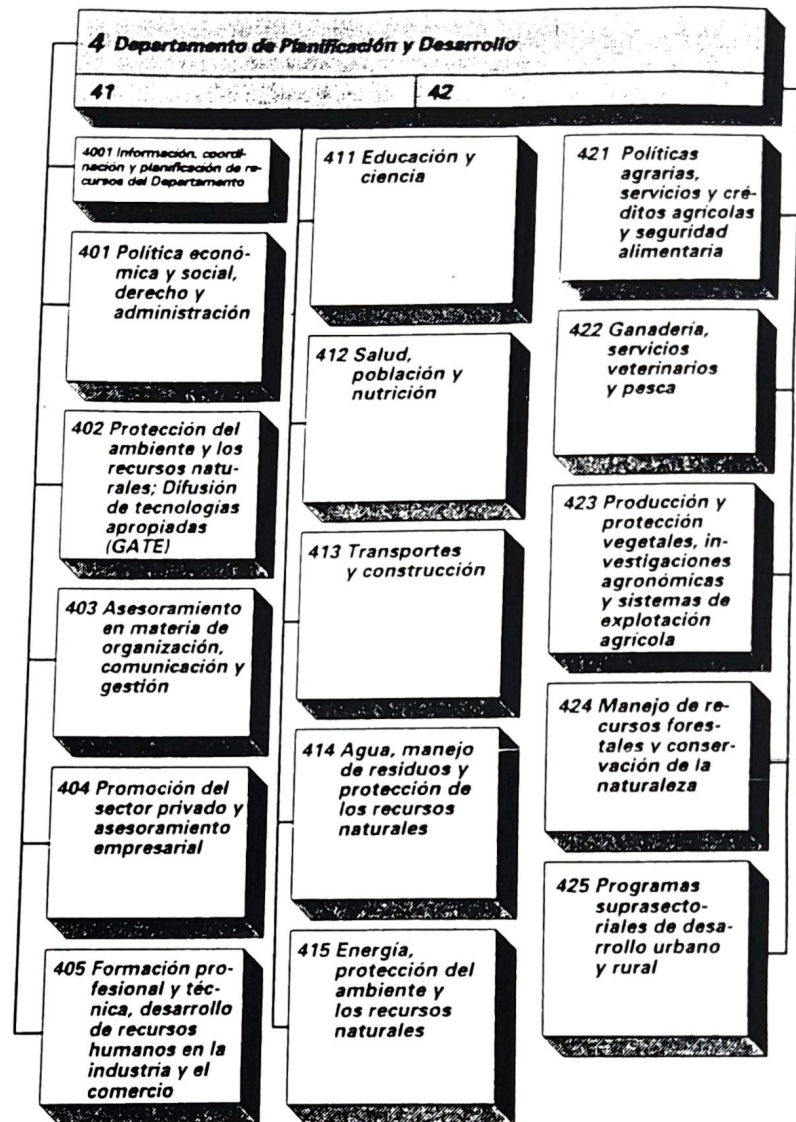 4 Departamento de Planificación y Desarrollo
41
42
4001 Información, coordi-
nación y planificación de re-
cursos del Departamento
401 Política econó-
mica y social,
derecho y
administración
402 Protección del
ambiente y los
recursos natu-
rales; Difusión
de tecnologías
apropiadas
(GATE)
403 Asesoramiento
en materia de
organización,
comunicación y
gestión
404 Promoción del
sector privado y
asesoramiento
empresarial
405 Formación pro-
fesional y téc-
nica, desarrollo
de recursos
humanos en la
industria y el
comercio
411 Educación y
ciencia
412 Salud,
población y
nutrición
413 Transportes
y construcción
414 Agua, manejo
de residuos y
protección de
los recursos
naturales
415 Energía,
protección del
ambiente y
los recursos
naturales
421 Políticas
agrarias,
servicios y cré-
ditos agrícolas
y seguridad
alimentaria
422 Ganadería,
servicios
veterinarios
y pesca
423 Producción y
protección
vegetales, in-
vestigaciones
agronómicas
y sistemas de
explotación
agrícola
424 Manejo de re-
cursos fores-
tales y conser-
vación de la
naturaleza
425 Programas
suprasecto-
riales de desa-
rrollo urbano
y rural